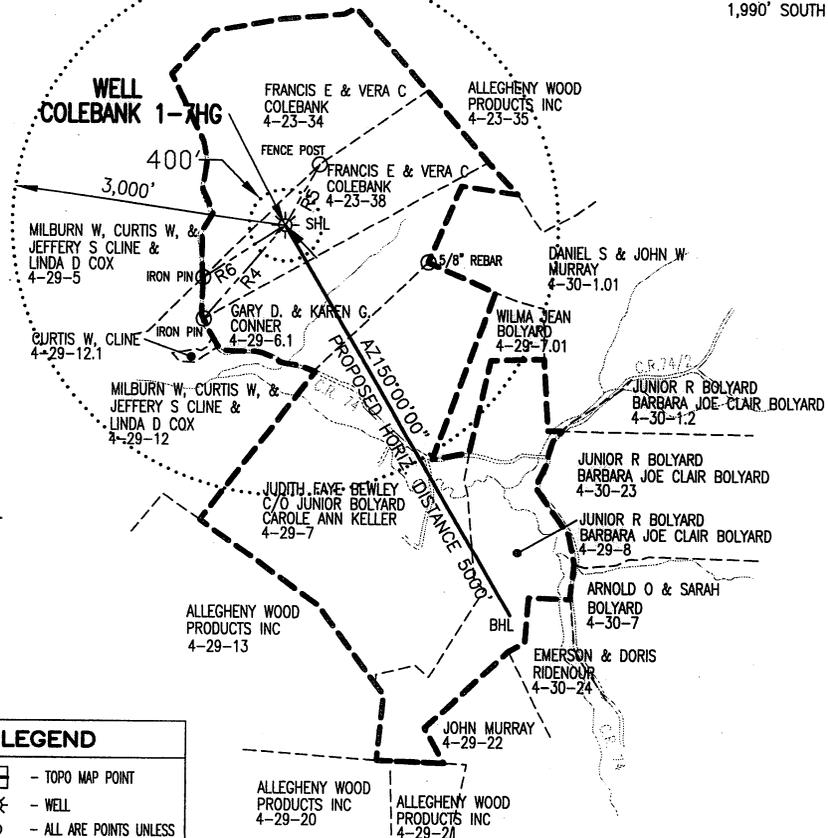 1,990' SOUTH
WELL
COLEBANK 1-7HG
FRANCIS E & VERA C
COLEBANK
4-23-34
ALLEGHENY WOOD
PRODUCTS INC
4-23-35
FENCE POST
400'
FRANCIS E & VERA C
COLEBANK
4-23-38
3,000'
R5
SHL
MILBURN W, CURTIS W, &
JEFFERY S CLINE &
LINDA D COX
4-29-5
IRON PIN
R6
R4
5/8" REBAR
DANIEL S & JOHN W
MURRAY
4-30-1.01
GARY D. & KAREN G.
CONNER
4-29-6.1
IRON PIN
WILMA JEAN
BOLYARD
4-29-7.01
CURTIS W, CLINE
4-29-12.1
AZ150°00'00"
PROPOSED HORIZ. DISTANCE 5000'
C.R. 74/2
C.R. 74
MILBURN W, CURTIS W, &
JEFFERY S CLINE &
LINDA D COX
4-29-12
JUNIOR R BOLYARD
BARBARA JOE CLAIR BOLYARD
4-30-1.2
JUNIOR R BOLYARD
BARBARA JOE CLAIR BOLYARD
4-30-23
JUDITH FAYE BEWLEY
C/O JUNIOR BOLYARD
CAROLE ANN KELLER
4-29-7
JUNIOR R BOLYARD
BARBARA JOE CLAIR BOLYARD
4-29-8
ARNOLD O & SARAH
BOLYARD
4-30-7
ALLEGHENY WOOD
PRODUCTS INC
4-29-13
BHL
EMERSON & DORIS
RIDENOUR
4-30-24
JOHN MURRAY
4-29-22
C.R. 74
LEGEND
- TOPO MAP POINT
- WELL
- ALL ARE POINTS UNLESS
ALLEGHENY WOOD
PRODUCTS INC
4-29-20
ALLEGHENY WOOD
PRODUCTS INC
4-29-21